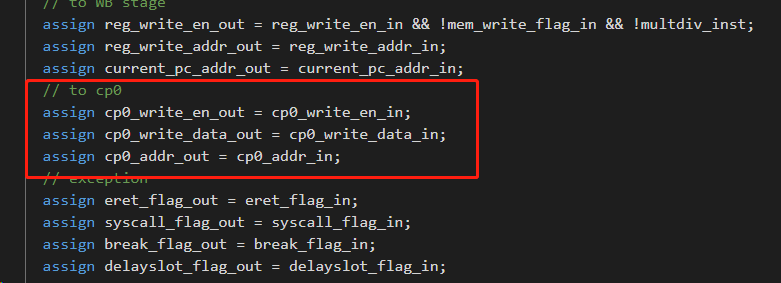 // to WB stage
assign reg_write_en_out = reg_write_en_in && !mem_write_flag_in && !multdiv_inst;
assign reg_write_addr_out = reg_write_addr_in;
assign current_pc_addr_out = current_pc_addr_in;
// to cp0
assign cp0_write_en_out = cp0_write_en_in;
assign cp0_write_data_out = cp0_write_data_in;
assign cp0_addr_out = cp0_addr_in;
// exception
assign eret_flag_out = eret_flag_in;
assign syscall_flag_out = syscall_flag_in;
assign break_flag_out = break_flag_in;
assign delayslot_flag_out = delayslot_flag_in;